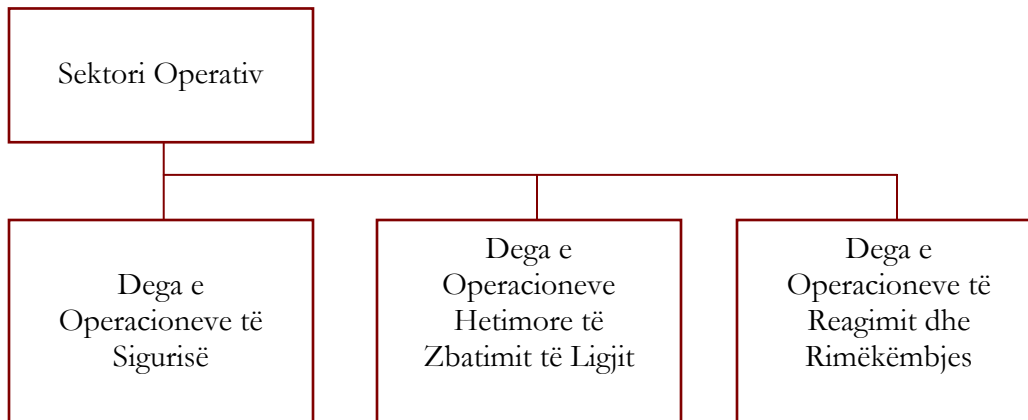 Sektori Operativ
Dega e
Operacioneve të
Sigurisë
Dega e
Operacioneve
Hetimore të
Zbatimit të Ligjit
Dega e
Operacioneve të
Reagimit dhe
Rimëkëmbjes